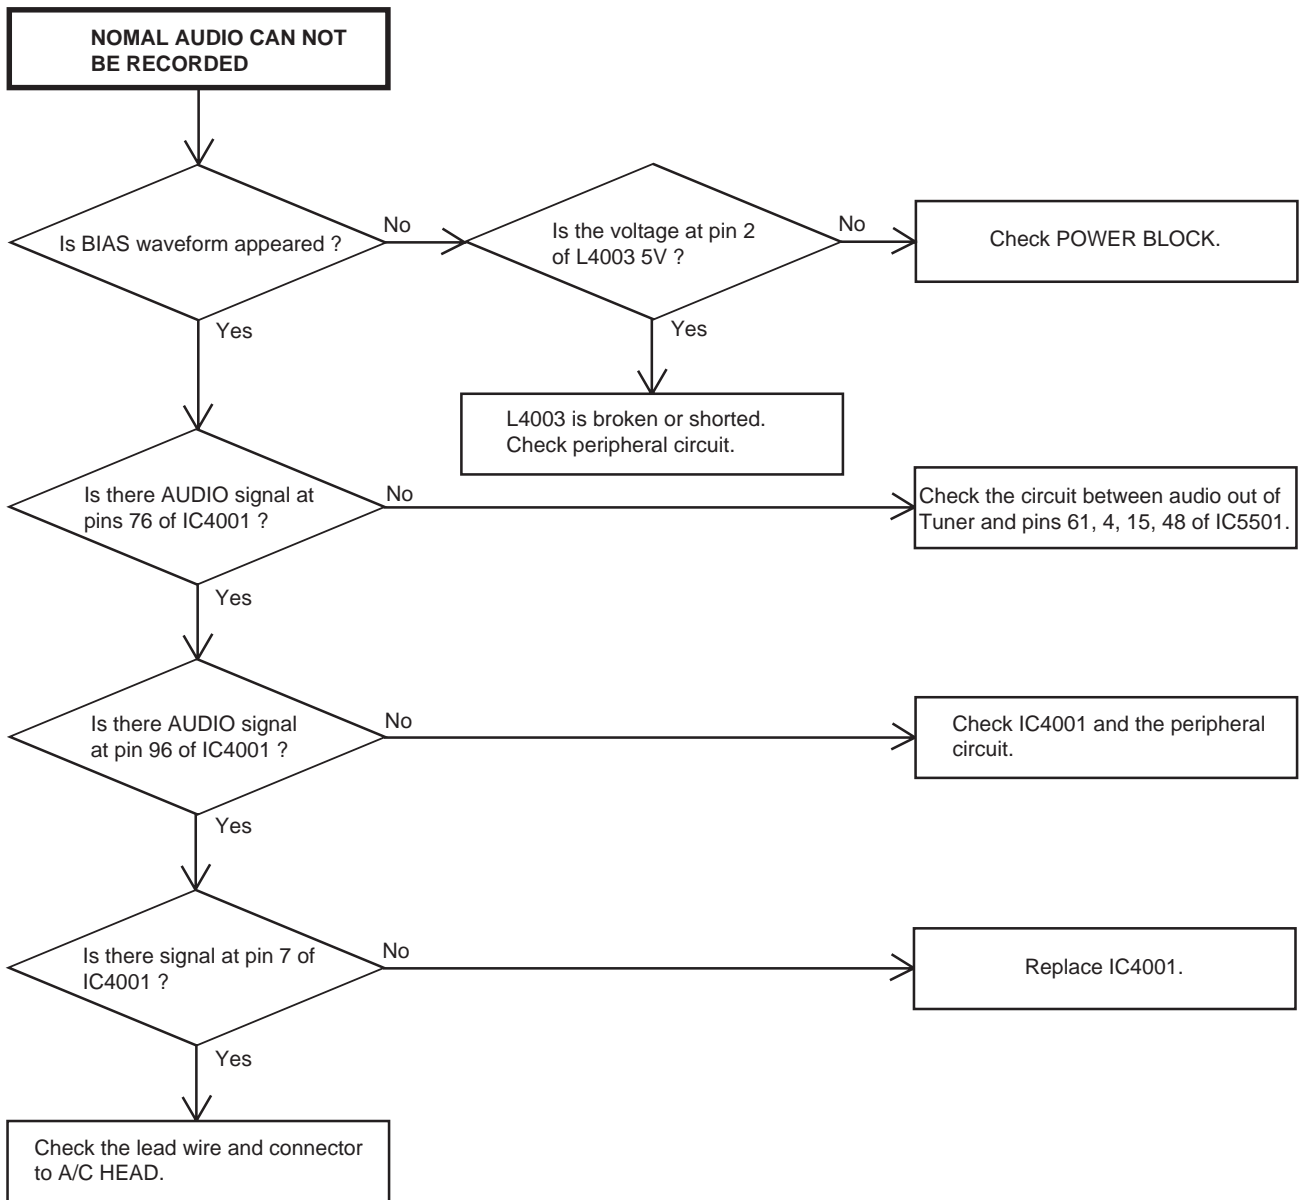 NOMAL AUDIO CAN NOT
BE RECORDED
Is BIAS waveform appeared ?
No
Is the voltage at pin 2
of L4003 5V ?
No
Check POWER BLOCK.
Yes
Yes
L4003 is broken or shorted.
Check peripheral circuit.
Is there AUDIO signal at
pins 76 of IC4001 ?
No
Check the circuit between audio out of
Tuner and pins 61, 4, 15, 48 of IC5501.
Yes
Is there AUDIO signal
at pin 96 of IC4001 ?
No
Check IC4001 and the peripheral
circuit.
Yes
Is there signal at pin 7 of
IC4001 ?
No
Replace IC4001.
Yes
Check the lead wire and connector
to A/C HEAD.